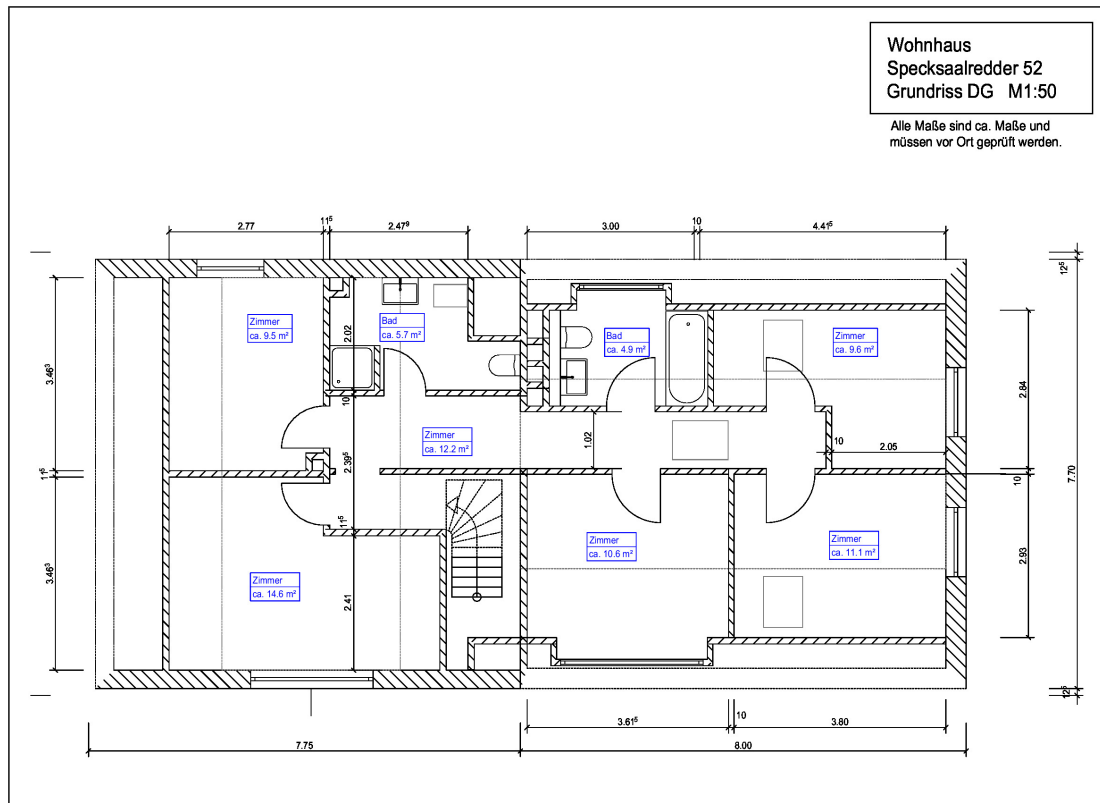 Wohnhaus
Specksaalredder 52
Grundriss DG M1:50
Alle Maße sind ca. Maße und
müssen vor Ort geprüft werden.
2.77
11⁵
2.47⁹
3.00
10
4.41⁵
12⁵
Zimmer
ca. 9.5 m²
2.02
Bad
ca. 5.7 m²
Bad
ca. 4.9 m²
Zimmer
ca. 9.6 m²
3.46³
10
2.84
Zimmer
ca. 12.2 m²
1.02
10
2.05
11⁵
2.39⁵
10
7.70
11⁵
Zimmer
ca. 10.6 m²
Zimmer
ca. 11.1 m²
2.93
3.46³
Zimmer
ca. 14.6 m²
2.41
12⁵
3.61⁵
10
3.80
7.75
8.00